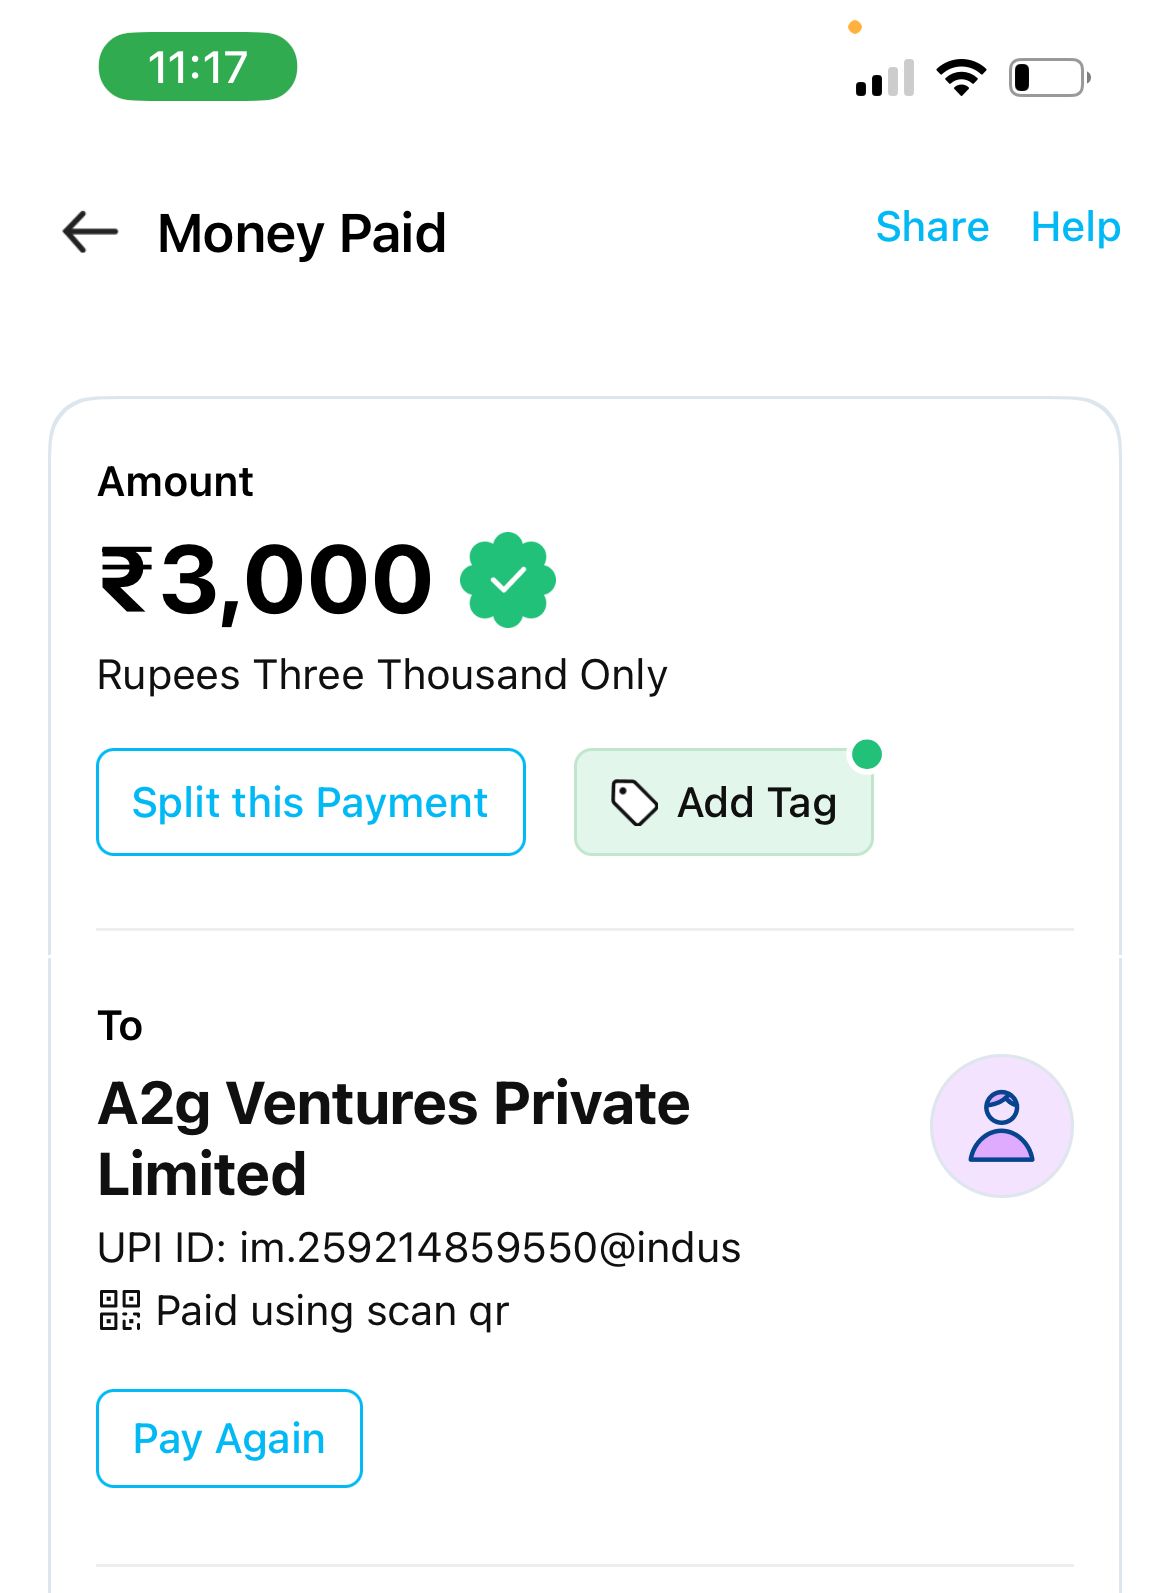 11:17
Money Paid
Share Help
Amount
₹3,000
Rupees Three Thousand Only
Split this Payment
Add Tag
To
A2g Ventures Private
Limited
UPI ID: im.259214859550@indus
Paid using scan qr
Pay Again